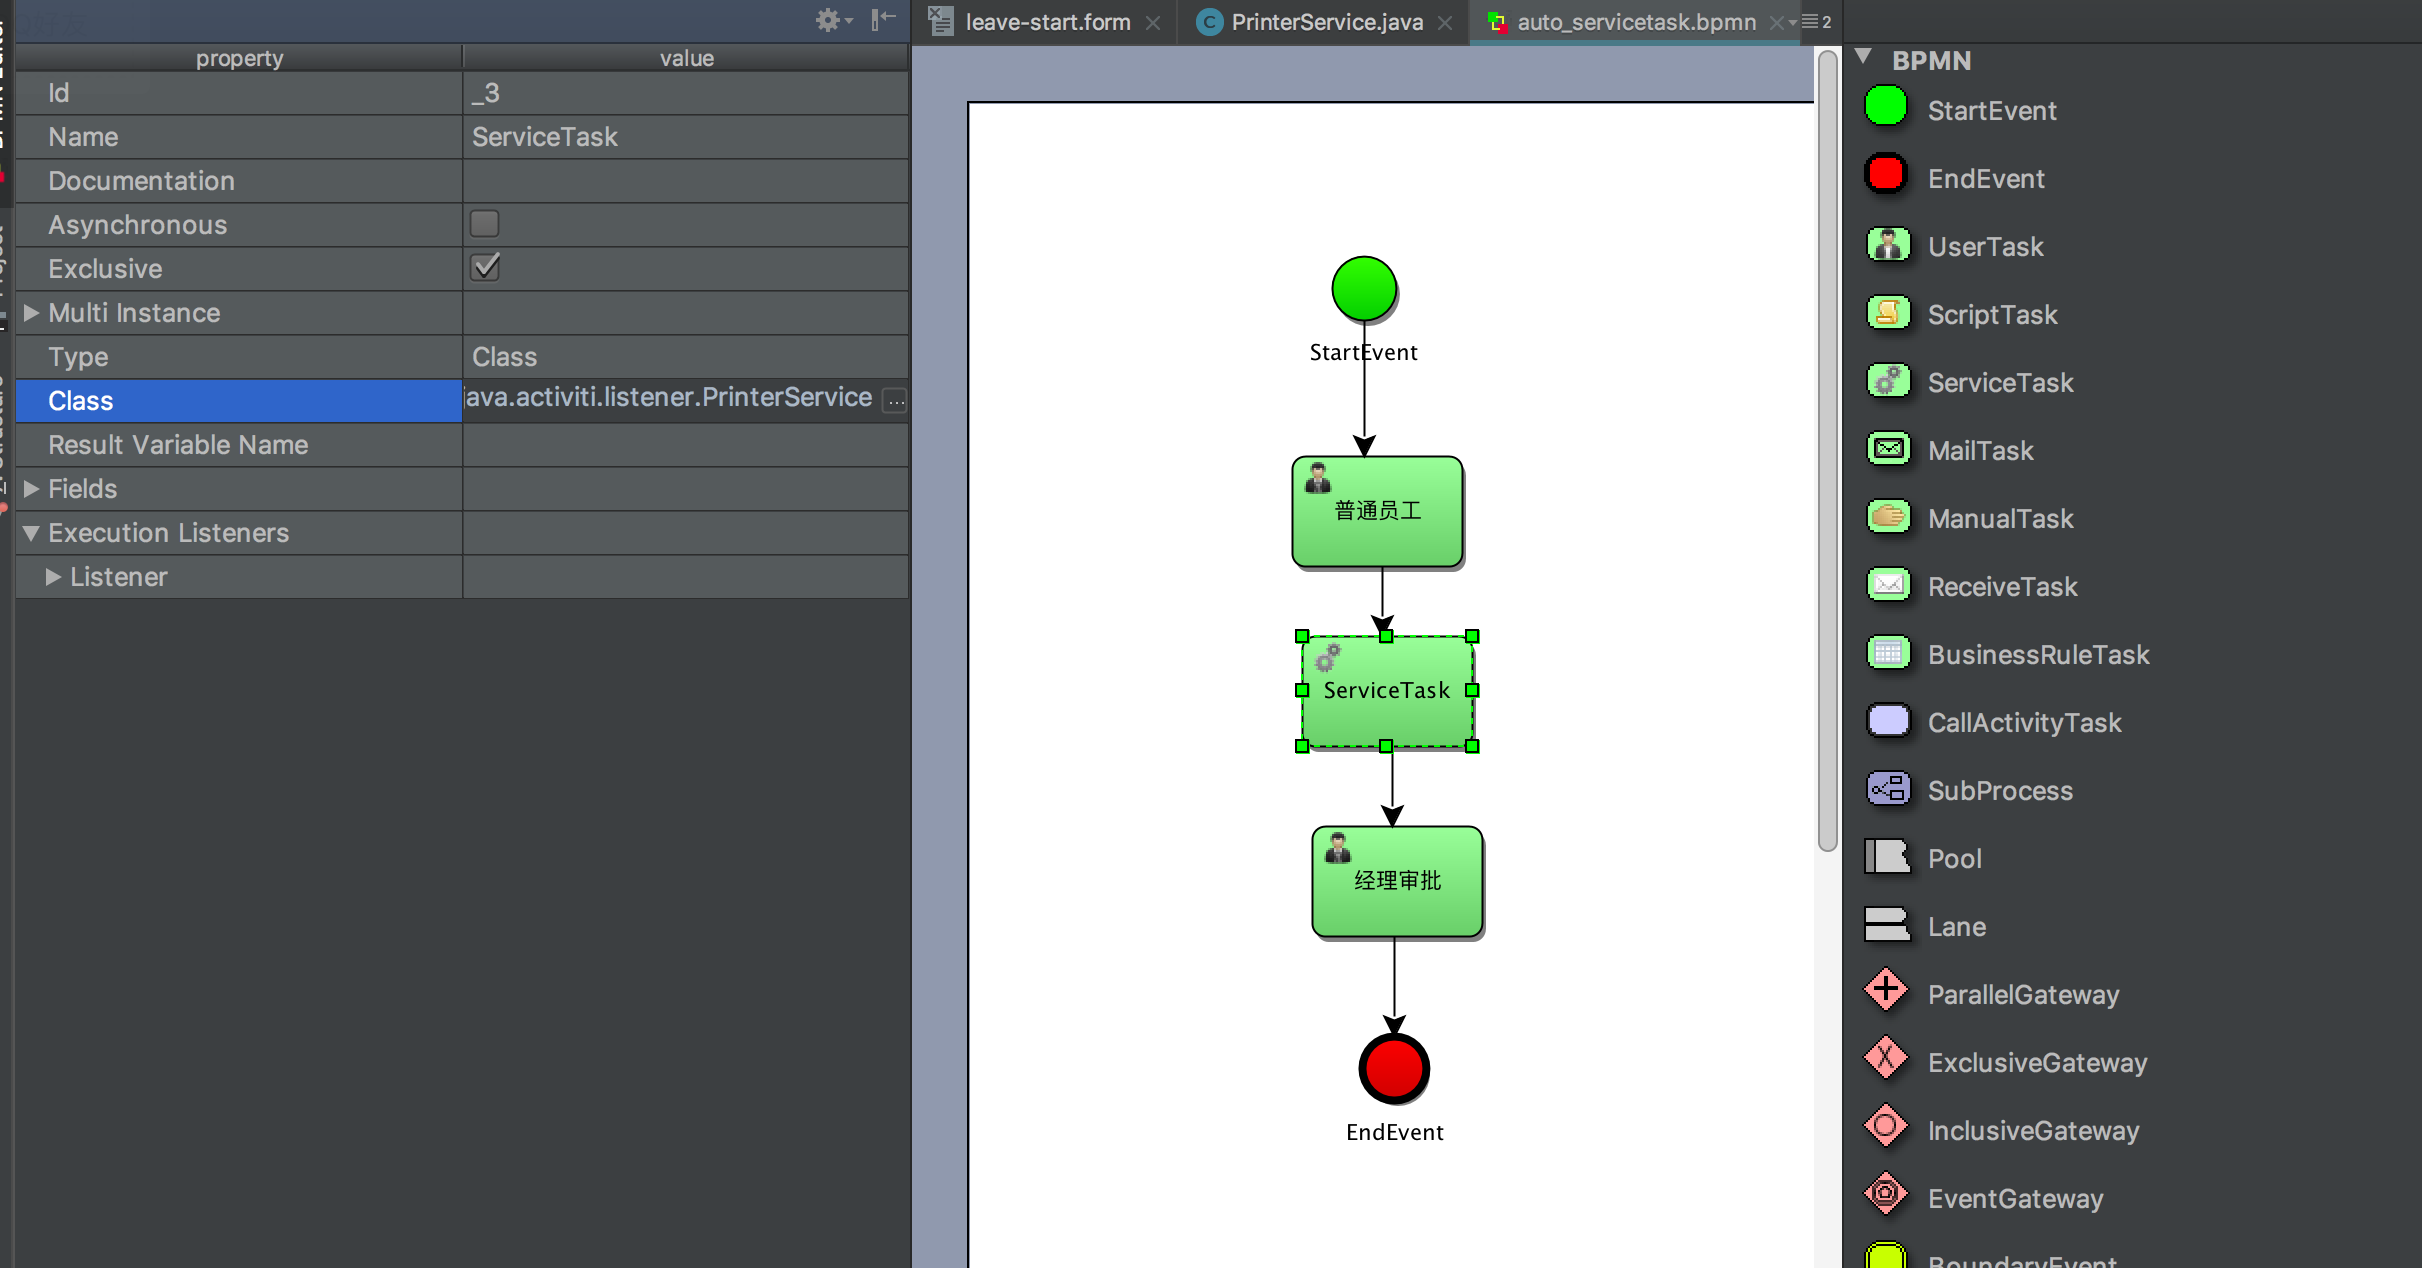 property value
Id _3
Name ServiceTask
Documentation
Asynchronous
Exclusive
Multi Instance
Type Class
Class ava.activiti.listener.PrinterService ...
Result Variable Name
Fields
Execution Listeners
Listener
leave-start.form PrinterService.java auto_servicetask.bpmn 2
StartEvent
普通员工
ServiceTask
经理审批
EndEvent
BPMN
StartEvent
EndEvent
UserTask
ScriptTask
ServiceTask
MailTask
ManualTask
ReceiveTask
BusinessRuleTask
CallActivityTask
SubProcess
Pool
Lane
ParallelGateway
ExclusiveGateway
InclusiveGateway
EventGateway
BoundaryEvent